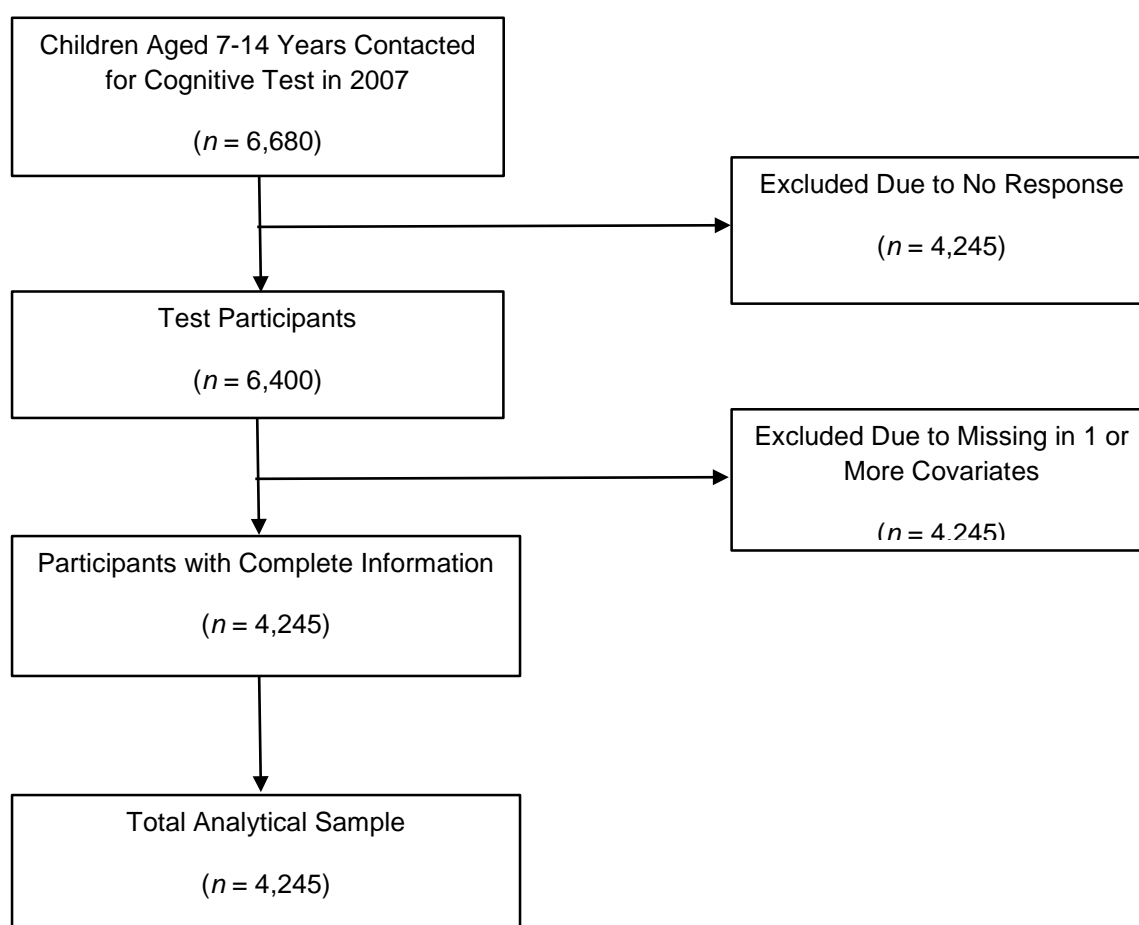 Children Aged 7-14 Years Contacted
for Cognitive Test in 2007
(n = 6,680)
Excluded Due to No Response
(n = 4,245)
Test Participants
(n = 6,400)
Excluded Due to Missing in 1 or
More Covariates
(n = 4,245)
Participants with Complete Information
(n = 4,245)
Total Analytical Sample
(n = 4,245)